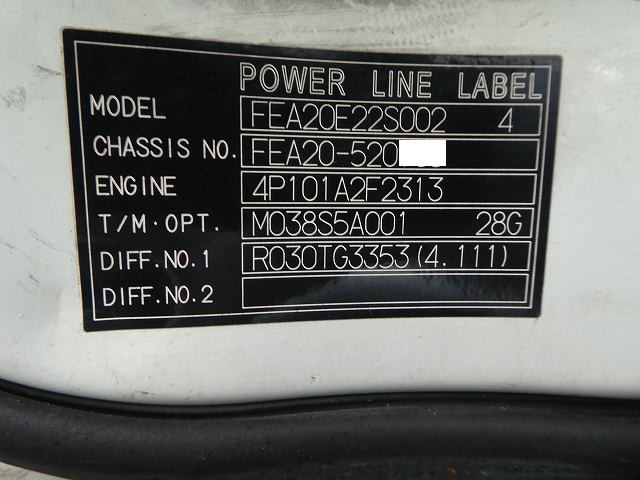 POWER LINE LABEL
MODEL FEA20E22S002 4
CHASSIS NO. FEA20-520
ENGINE 4P101A2F2313
T/M·OPT. M038S5A001 28G
DIFF.NO.1 R030TG3353(4.111)
DIFF.NO.2